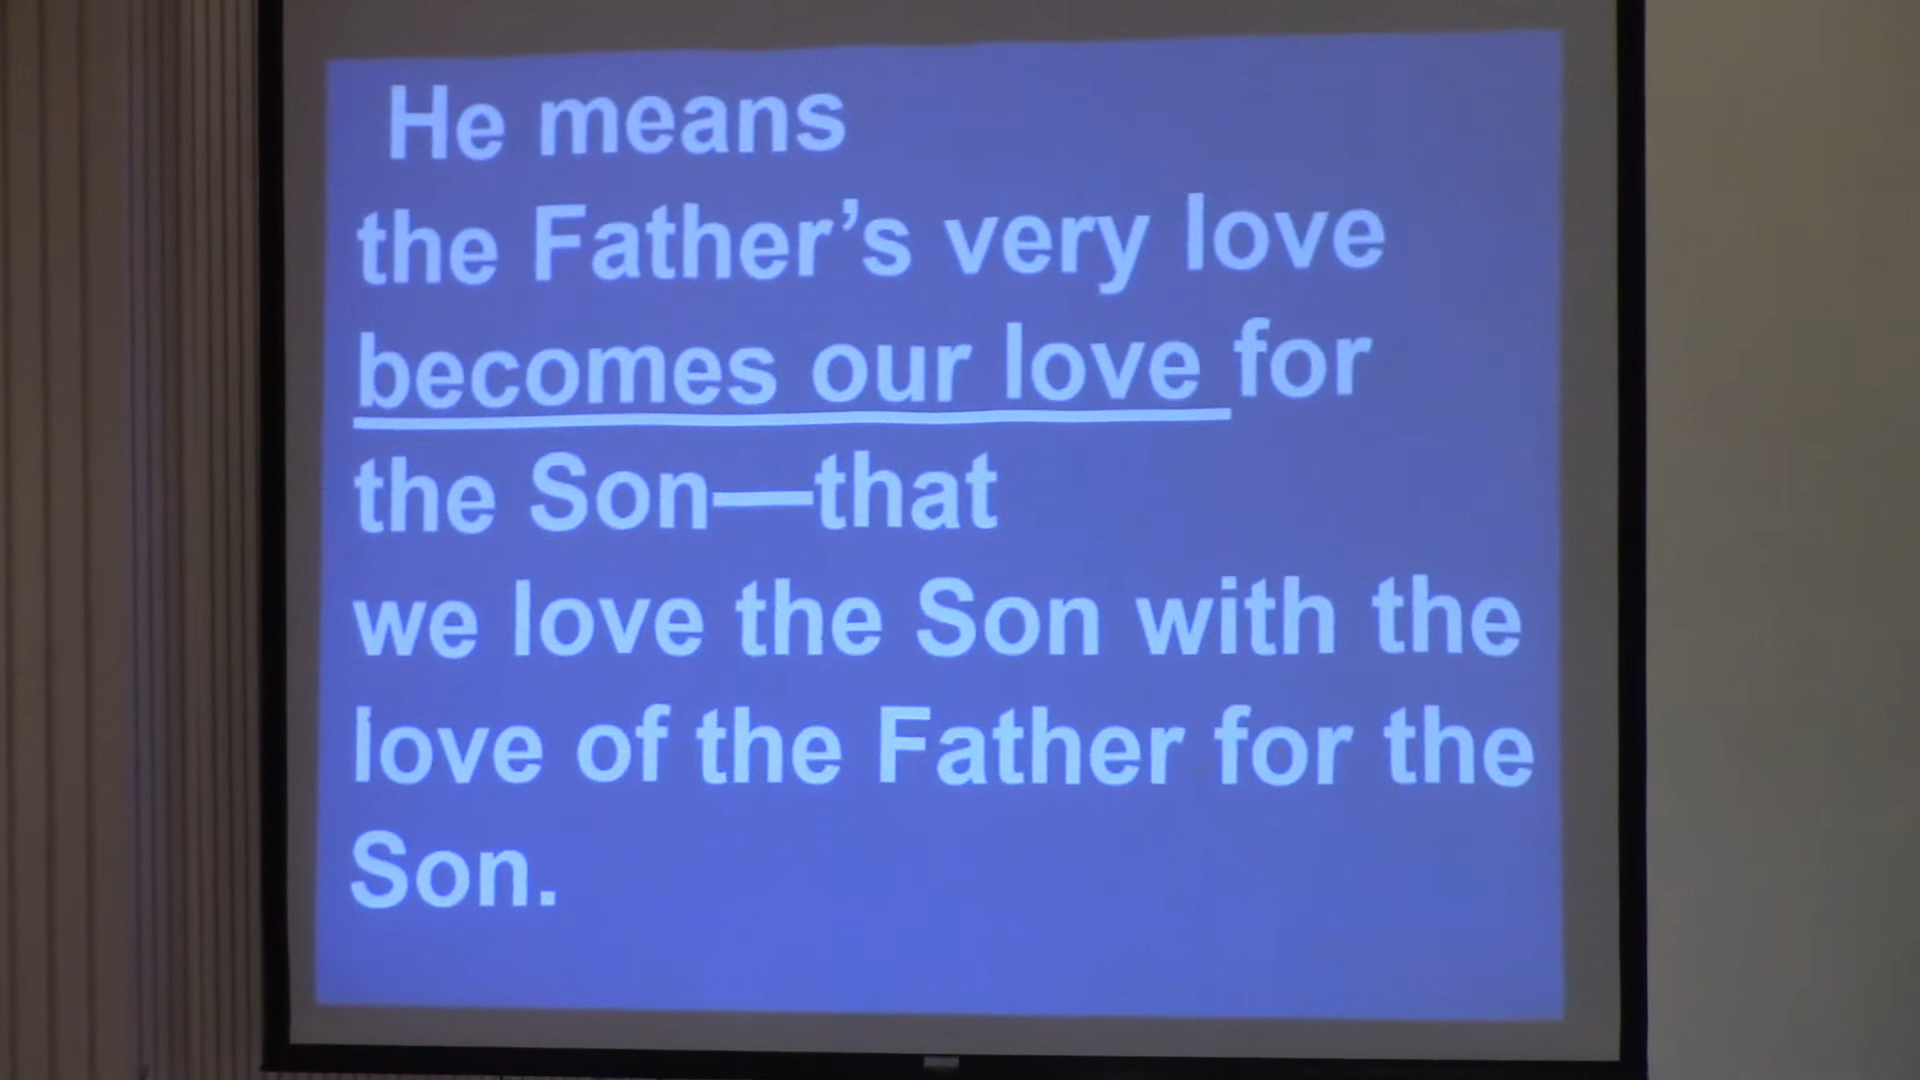 He means
the Father’s very love
becomes our love for
the Son—that
we love the Son with the
love of the Father for the
Son.